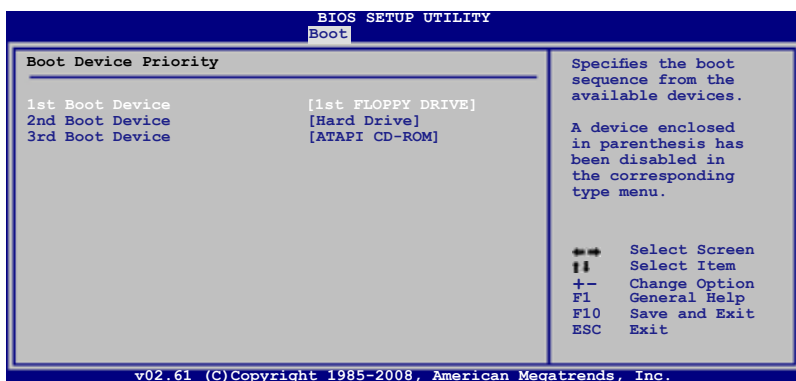 BIOS SETUP UTILITY
Boot
Boot Device Priority
1st Boot Device [1st FLOPPY DRIVE]
2nd Boot Device [Hard Drive]
3rd Boot Device [ATAPI CD-ROM]
Specifies the boot
sequence from the
available devices.
A device enclosed
in parenthesis has
been disabled in
the corresponding
type menu.
←→ Select Screen
↑↓ Select Item
+- Change Option
F1 General Help
F10 Save and Exit
ESC Exit
v02.61 (C)Copyright 1985-2008, American Megatrends, Inc.